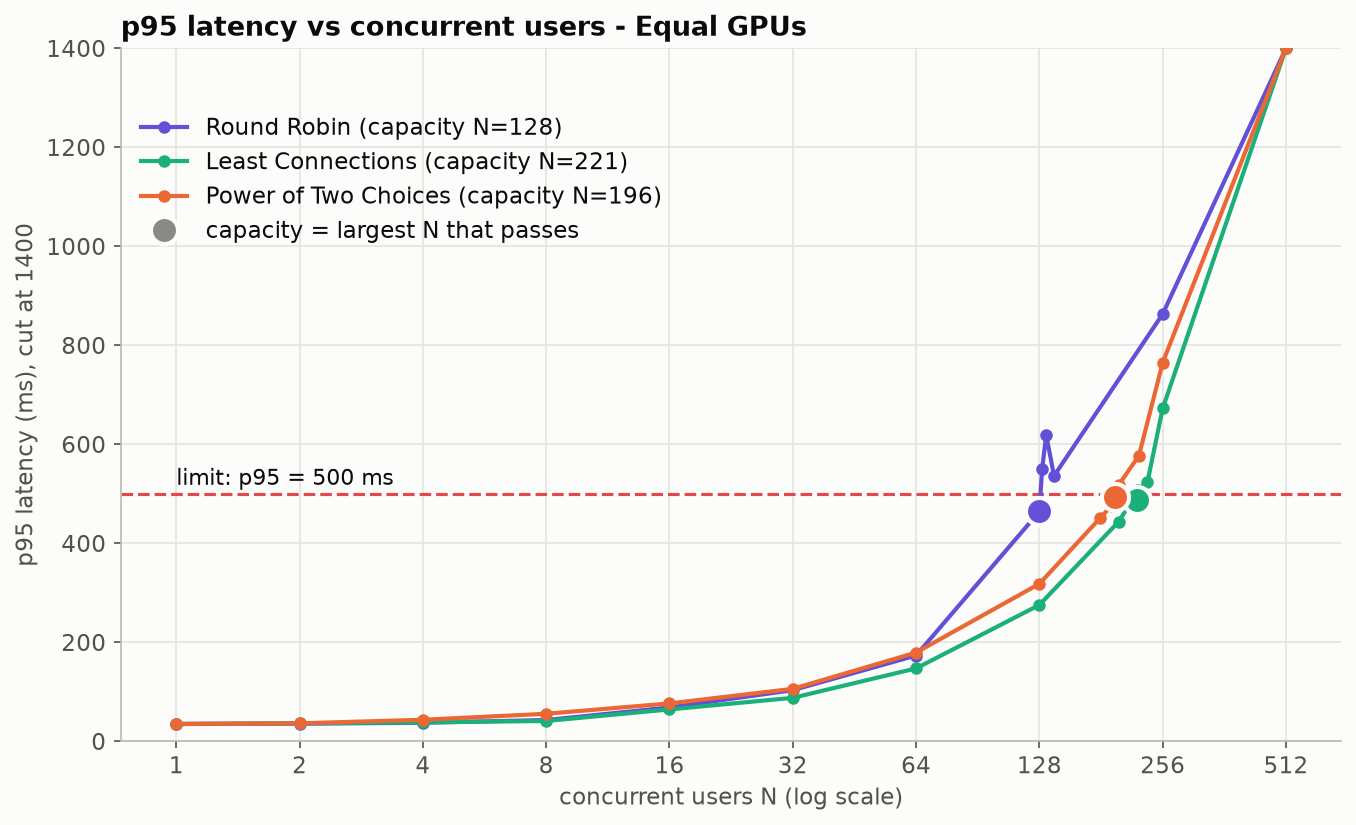 p95 latency vs concurrent users - Equal GPUs
1400
1200
1000
800
600
400
200
0
p95 latency (ms), cut at 1400
Round Robin (capacity N=128)
Least Connections (capacity N=221)
Power of Two Choices (capacity N=196)
capacity = largest N that passes
limit: p95 = 500 ms
1 2 4 8 16 32 64 128 256 512
concurrent users N (log scale)